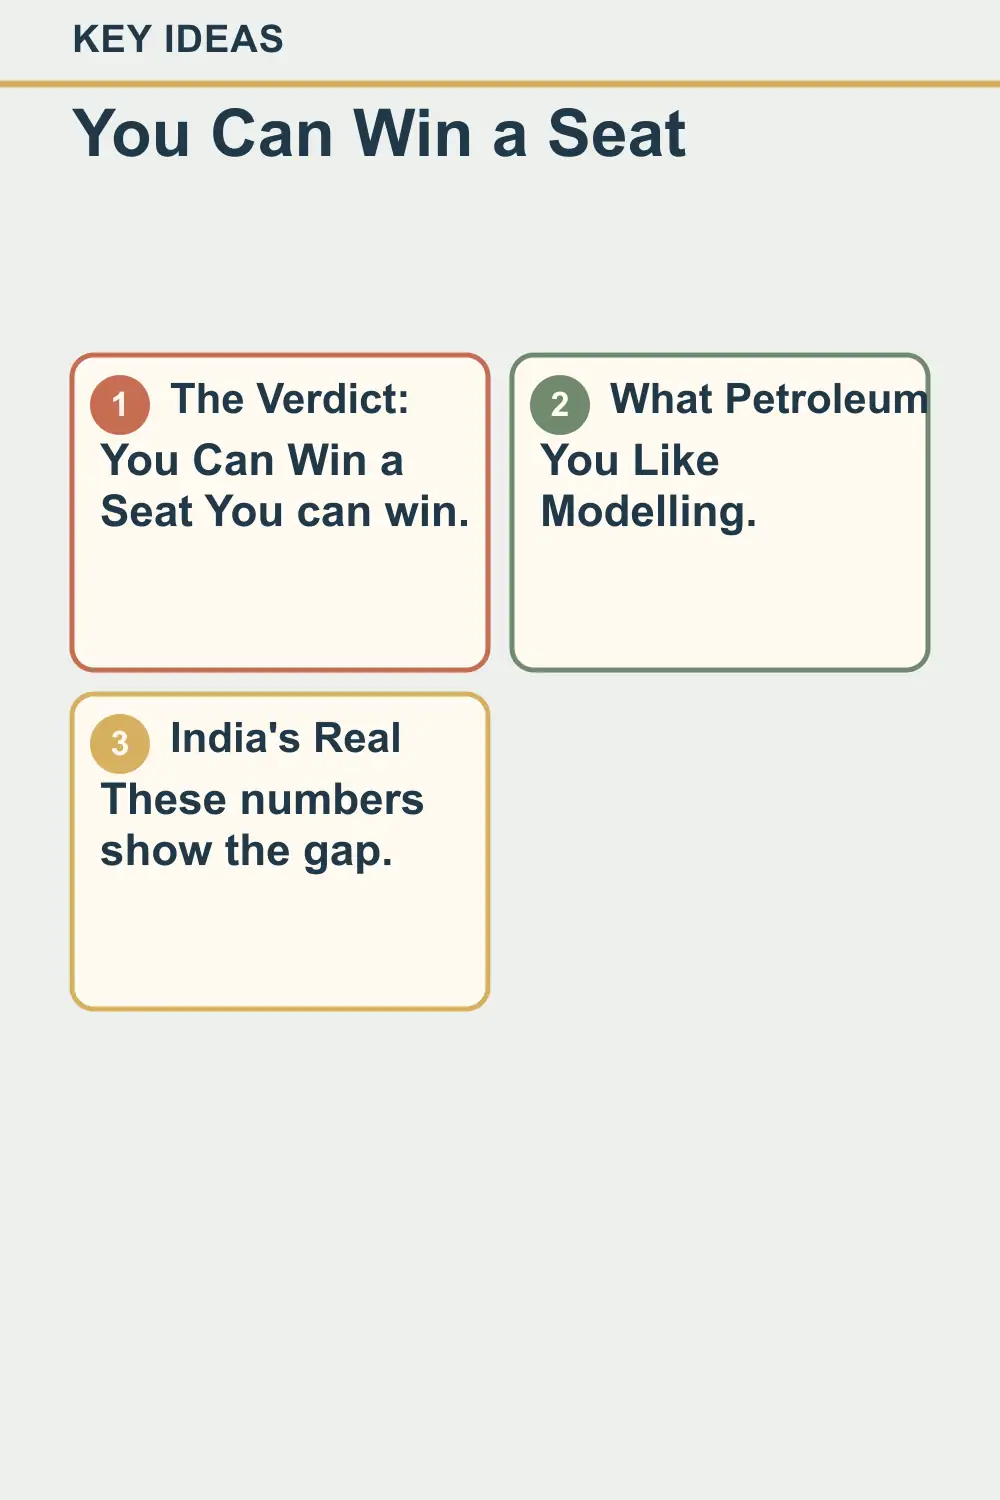 KEY IDEAS
You Can Win a Seat
1 The Verdict:
You Can Win a
Seat You can win.
2 What Petroleum
You Like
Modelling.
3 India's Real
These numbers
show the gap.